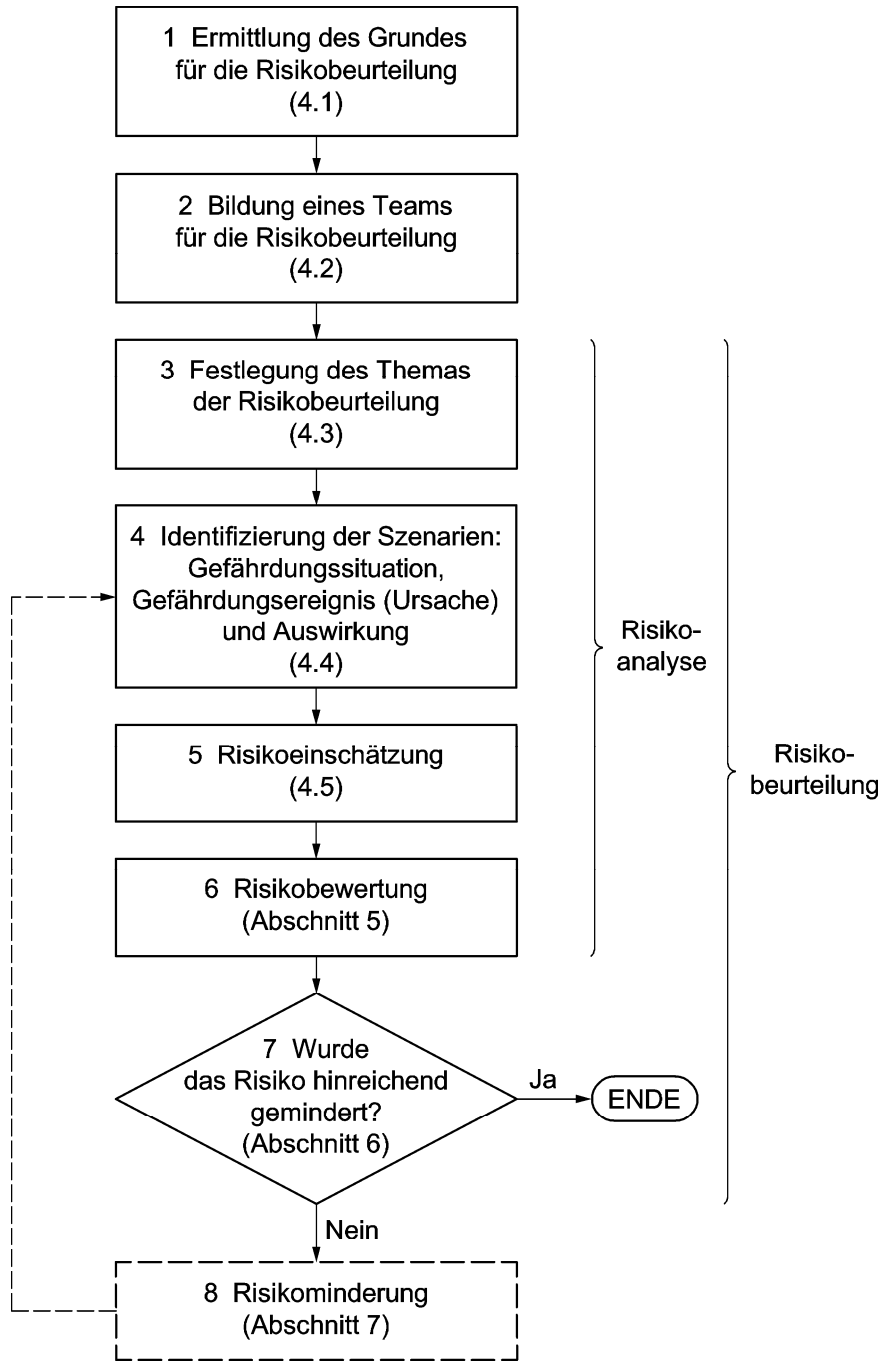 1 Ermittlung des Grundes
für die Risikobeurteilung
(4.1)
2 Bildung eines Teams
für die Risikobeurteilung
(4.2)
3 Festlegung des Themas
der Risikobeurteilung
(4.3)
4 Identifizierung der Szenarien:
Gefährdungssituation,
Gefährdungsereignis (Ursache)
und Auswirkung
(4.4)
5 Risikoeinschätzung
(4.5)
6 Risikobewertung
(Abschnitt 5)
Risiko-
analyse
Risiko-
beurteilung
7 Wurde
das Risiko hinreichend
gemindert?
(Abschnitt 6)
Ja
ENDE
Nein
8 Risikominderung
(Abschnitt 7)